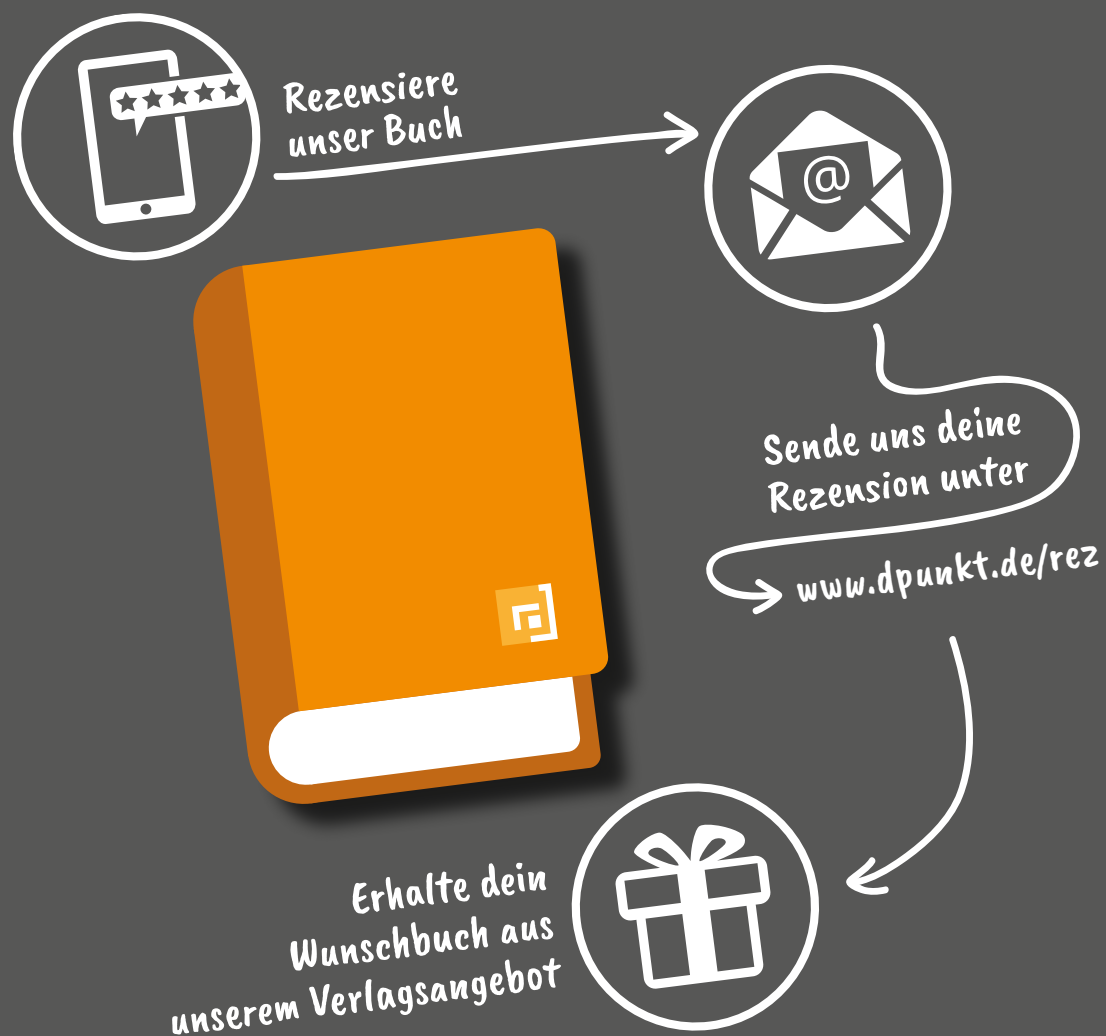 Rezensiere
unser Buch
@
Sende uns deine
Rezension unter
www.dpunkt.de/rez
Erhalte dein
Wunschbuch aus
unserem Verlagsangebot